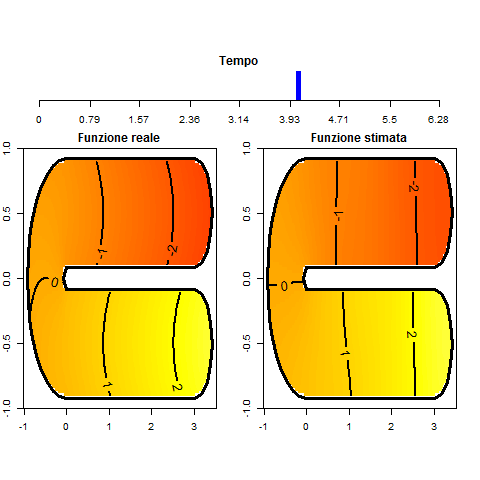 Tempo
0 0.79 1.57 2.36 3.14 3.93 4.71 5.5 6.28
Funzione reale Funzione stimata
1.0 1.0
0.5 0.5
-1 -2 -1 -2
0.0 0 0.0 0
-0.5 1 2 -0.5 1 2
-1.0 -1.0
-1 0 1 2 3 -1 0 1 2 3